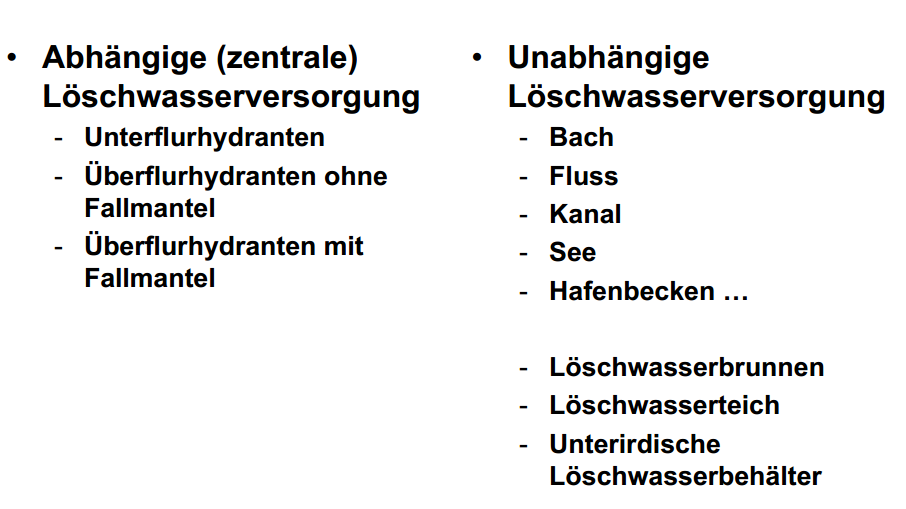 • Abhängige (zentrale)
Löschwasserversorgung
- Unterflurhydranten
- Überflurhydranten ohne
Fallmantel
- Überflurhydranten mit
Fallmantel
• Unabhängige
Löschwasserversorgung
- Bach
- Fluss
- Kanal
- See
- Hafenbecken …
- Löschwasserbrunnen
- Löschwasserteich
- Unterirdische
Löschwasserbehälter